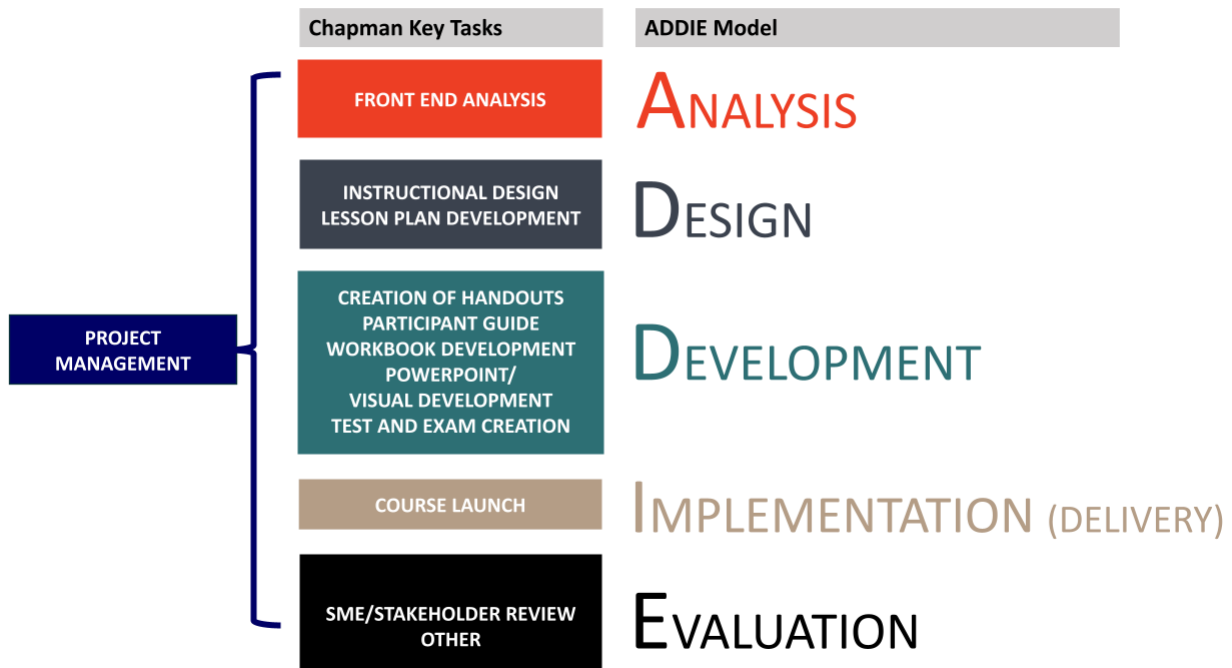 Chapman Key Tasks
ADDIE Model
FRONT END ANALYSIS
ANALYSIS
INSTRUCTIONAL DESIGN
LESSON PLAN DEVELOPMENT
DESIGN
PROJECT
MANAGEMENT
CREATION OF HANDOUTS
PARTICIPANT GUIDE
WORKBOOK DEVELOPMENT
POWERPOINT/
VISUAL DEVELOPMENT
TEST AND EXAM CREATION
DEVELOPMENT
COURSE LAUNCH
IMPLEMENTATION (DELIVERY)
SME/STAKEHOLDER REVIEW
OTHER
EVALUATION